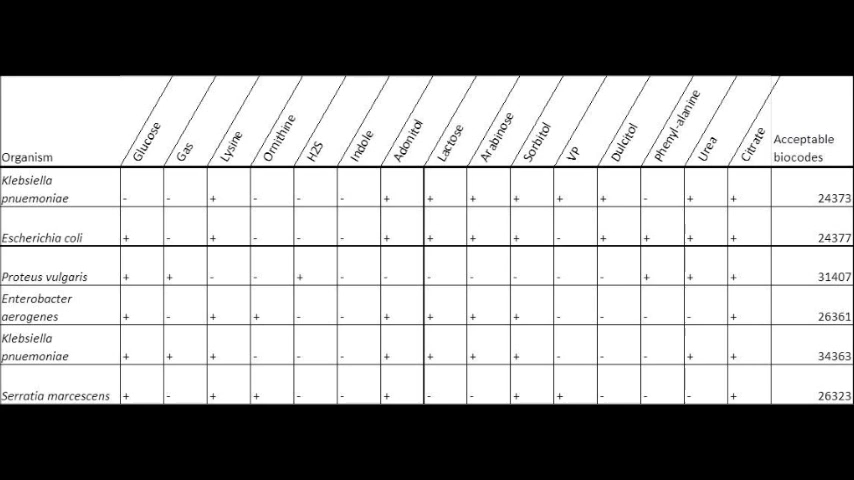 Organism Glucose Gas Lysine Ornithine H2S Indole Adonitol Lactose Arabinose Sorbitol VP Dulcitol Phenyl-alanine Urea Citrate Acceptable biocodes
Klebsiella
pnuemoniae - - + - - - + + + + + + - + + 24373
Escherichia coli + - + - - - + + + + - + + + + 24377
Proteus vulgaris + + - - + - - - - - - - + + + 31407
Enterobacter
aerogenes + - + + - - + + + + - - - - + 26361
Klebsiella
pnuemoniae + + + - - - + + + + - - - + + 34363
Serratia marcescens + - + + - - + - - + + - - - + 26323